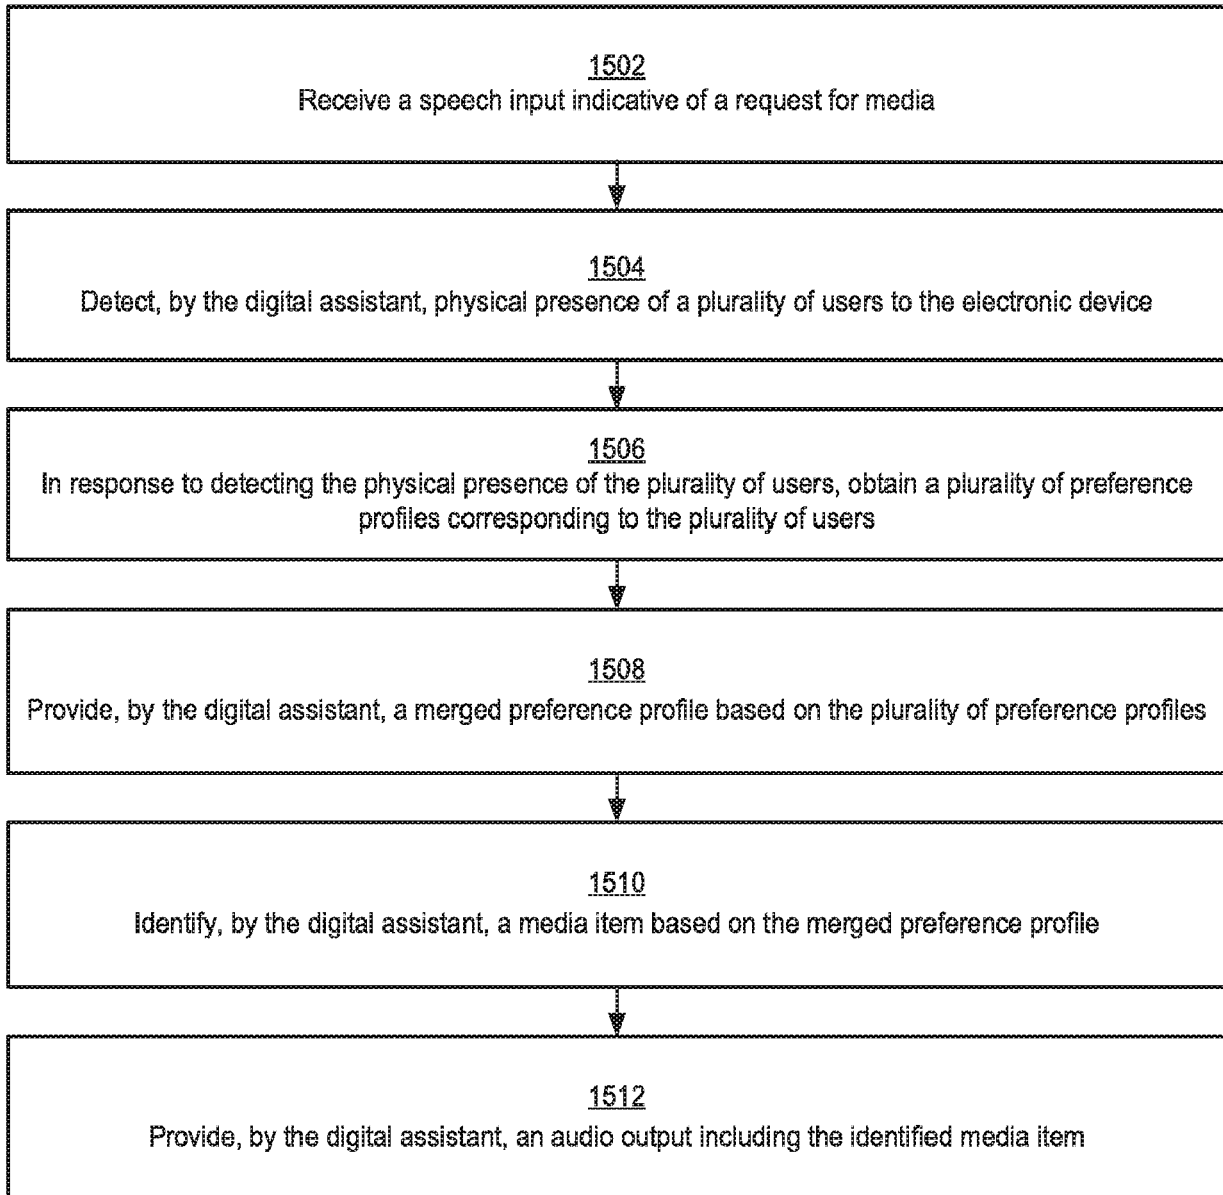 1502
Receive a speech input indicative of a request for media
1504
Detect, by the digital assistant, physical presence of a plurality of users to the electronic device
1506
In response to detecting the physical presence of the plurality of users, obtain a plurality of preference
profiles corresponding to the plurality of users
1508
Provide, by the digital assistant, a merged preference profile based on the plurality of preference profiles
1510
Identify, by the digital assistant, a media item based on the merged preference profile
1512
Provide, by the digital assistant, an audio output including the identified media item